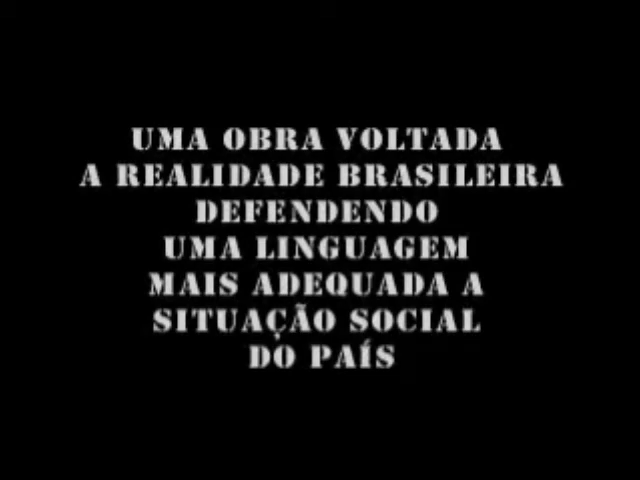 UMA OBRA VOLTADA
A REALIDADE BRASILEIRA
DEFENDENDO
UMA LINGUAGEM
MAIS ADEQUADA A
SITUAÇÃO SOCIAL
DO PAÍS